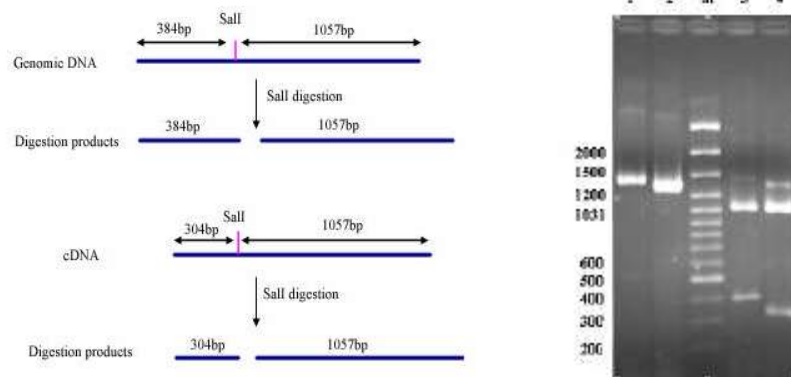 SalI
384bp 1057bp
Genomic DNA
SalI digestion
384bp 1057bp
Digestion products
SalI
304bp 1057bp
cDNA
SalI digestion
304bp 1057bp
Digestion products
2000
1500
1200
1031
600
500
400
300
200